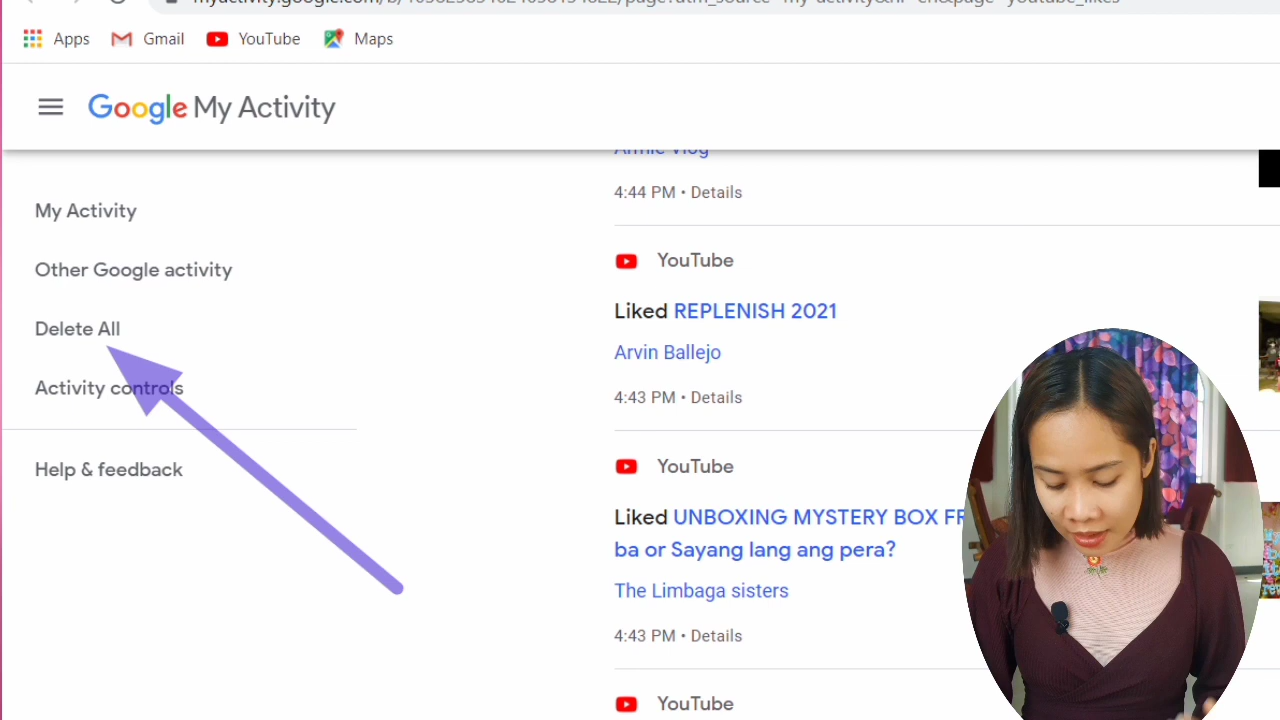 Apps Gmail YouTube Maps
Google My Activity
My Activity
Other Google activity
Delete All
Activity controls
Help & feedback
Armie Vlog
4:44 PM • Details
YouTube
Liked REPLENISH 2021
Arvin Ballejo
4:43 PM • Details
YouTube
Liked UNBOXING MYSTERY BOX
ba or Sayang lang ang pera?
The Limbaga sisters
4:43 PM • Details
YouTube